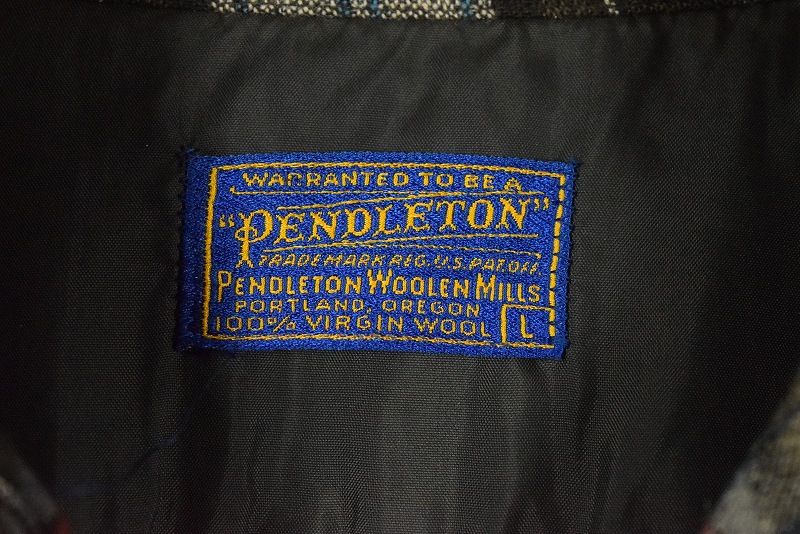 WARRANTED TO BE A
"PENDLETON"
TRADEMARK REG. U.S. PAT. OFF.
PENDLETON WOOLEN MILLS
PORTLAND, OREGON
100% VIRGIN WOOL L